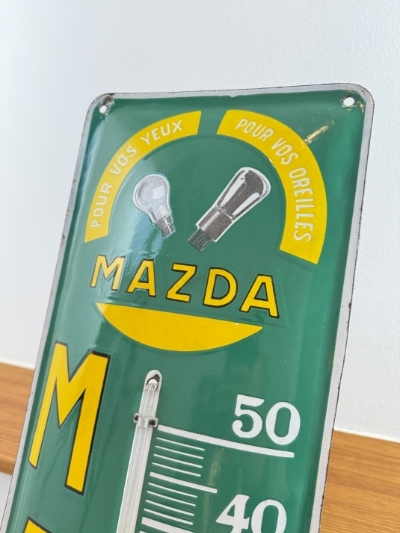 POUR VOS YEUX
POUR VOS OREILLES
MAZDA
M
50
40